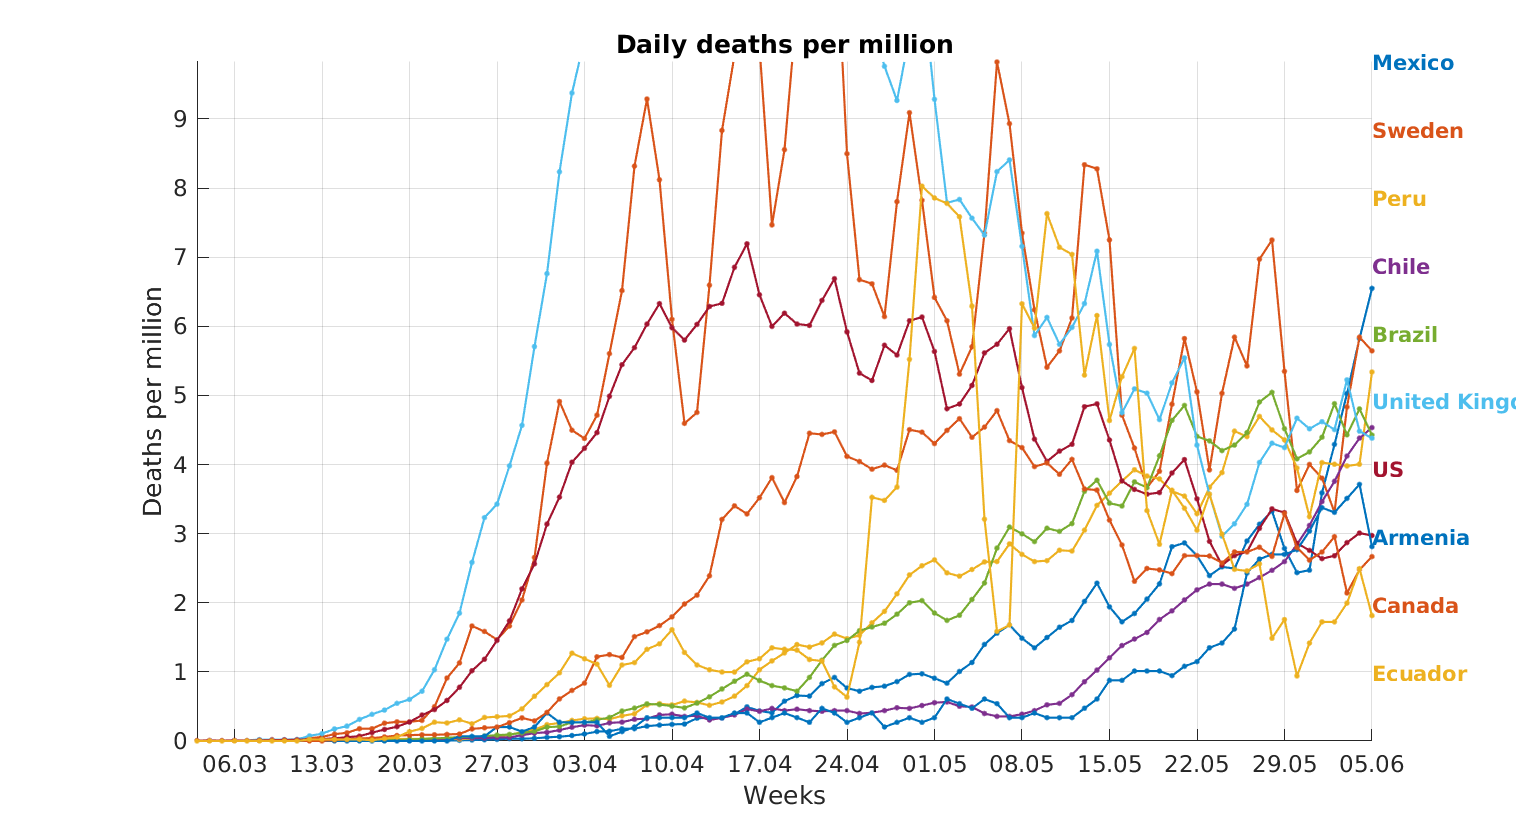 Daily deaths per million
Mexico
Sweden
Peru
Chile
Brazil
United Kingd
US
Armenia
Canada
Ecuador
Deaths per million
9
8
7
6
5
4
3
2
1
0
06.03 13.03 20.03 27.03 03.04 10.04 17.04 24.04 01.05 08.05 15.05 22.05 29.05 05.06
Weeks